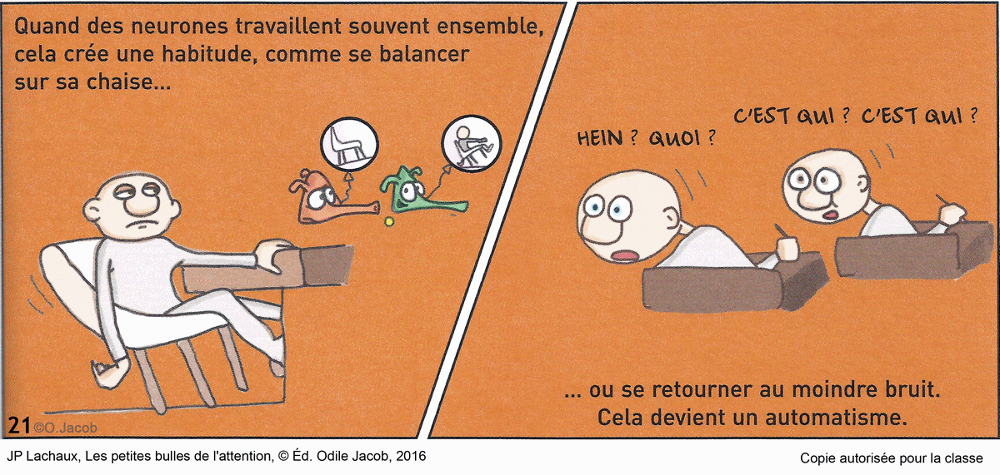 Quand des neurones travaillent souvent ensemble,
cela crée une habitude, comme se balancer
sur sa chaise...
HEIN ? QUOI ?
C'EST QUI ? C'EST QUI ?
... ou se retourner au moindre bruit.
Cela devient un automatisme.
21 ©O.Jacob
JP Lachaux, Les petites bulles de l'attention, © Éd. Odile Jacob, 2016
Copie autorisée pour la classe